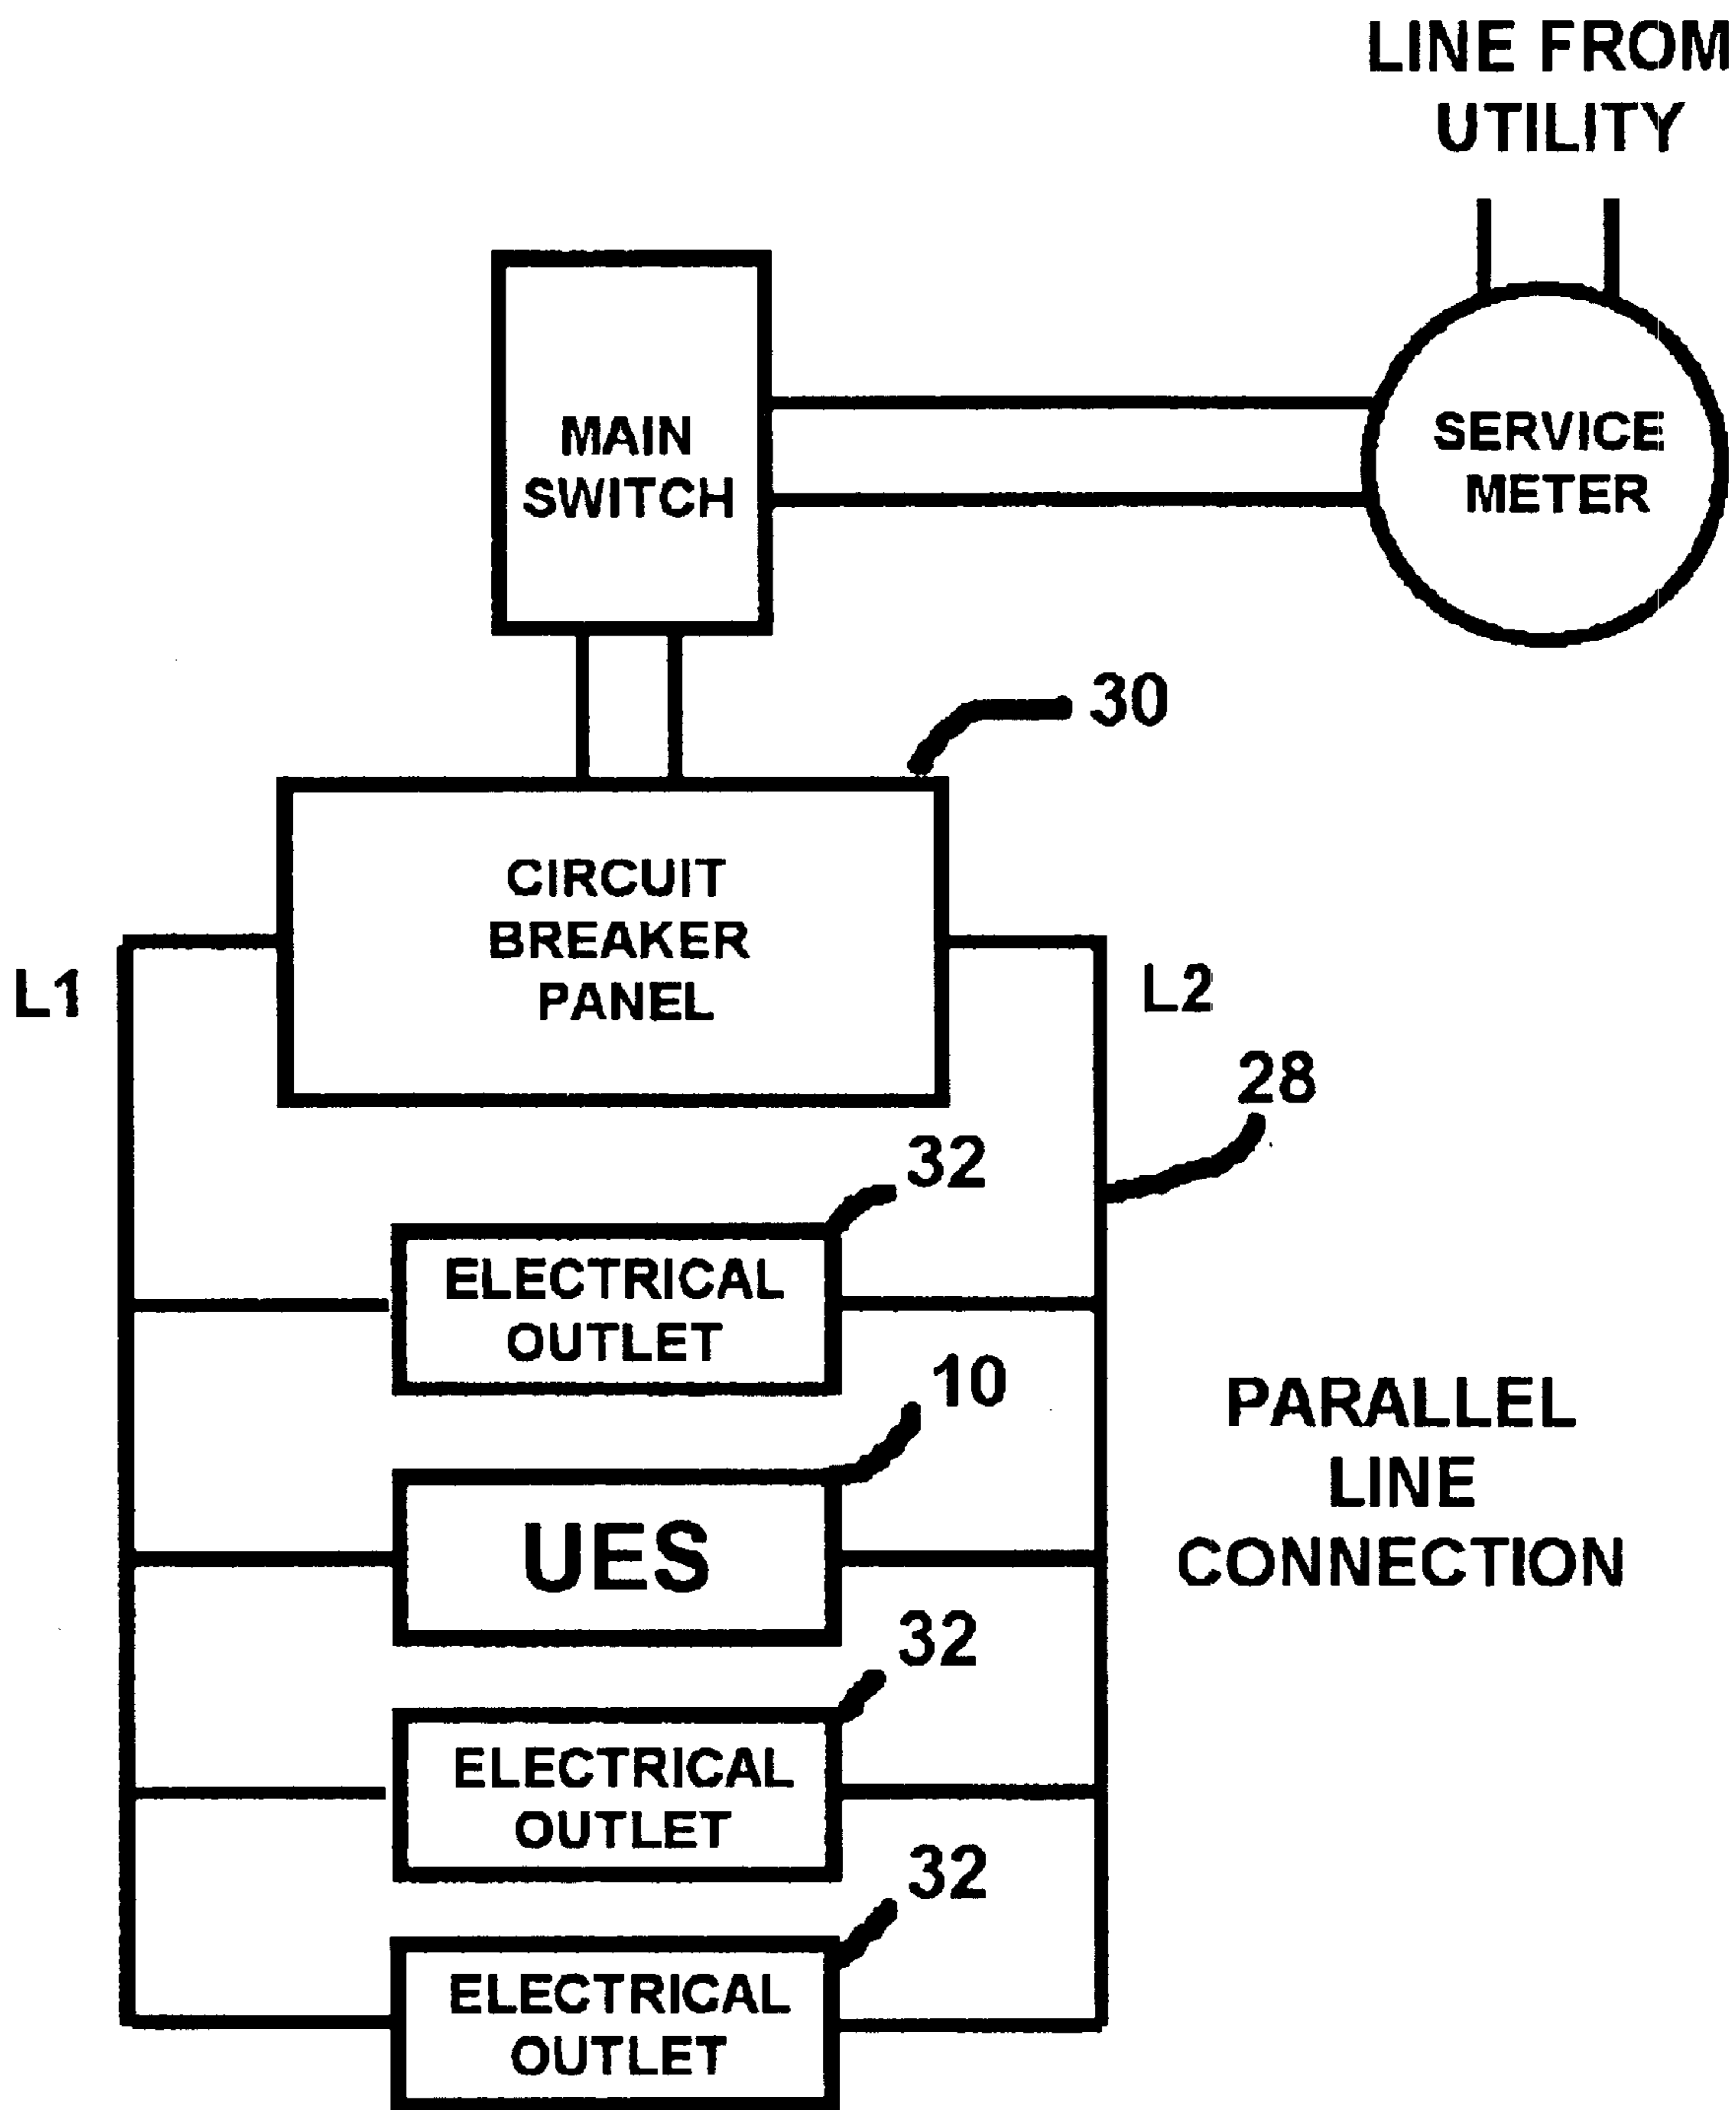 LINE FROM
UTILITY
MAIN
SWITCH
SERVICE
METER
30
CIRCUIT
BREAKER
PANEL
L1
L2
28
32
ELECTRICAL
OUTLET
10
PARALLEL
LINE
CONNECTION
UES
32
ELECTRICAL
OUTLET
32
ELECTRICAL
OUTLET